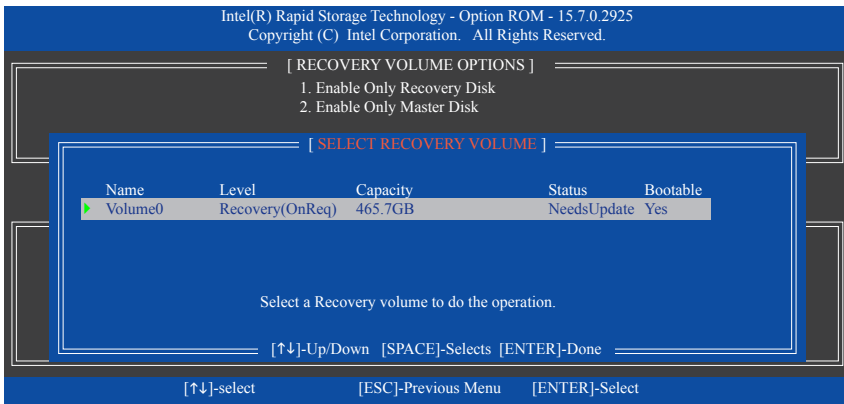 Intel(R) Rapid Storage Technology - Option ROM - 15.7.0.2925
Copyright (C) Intel Corporation. All Rights Reserved.
[ RECOVERY VOLUME OPTIONS ]
1. Enable Only Recovery Disk
2. Enable Only Master Disk
[ SELECT RECOVERY VOLUME ]
Name Level Capacity Status Bootable
Volume0 Recovery(OnReq) 465.7GB NeedsUpdate Yes
Select a Recovery volume to do the operation.
[↑↓]-Up/Down [SPACE]-Selects [ENTER]-Done
[↑↓]-select [ESC]-Previous Menu [ENTER]-Select